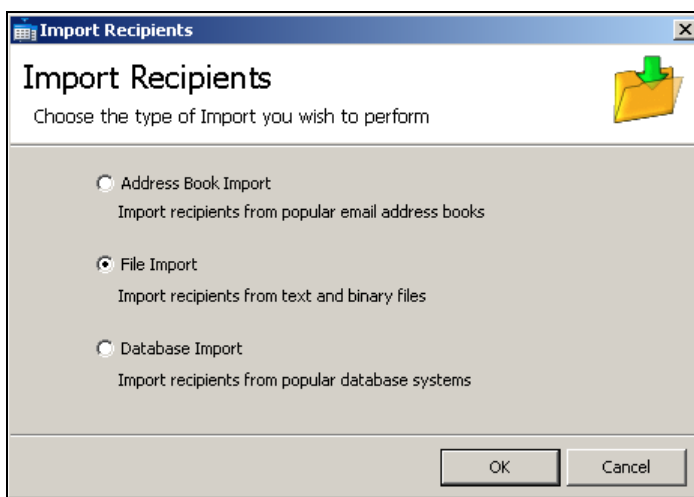 Import Recipients
Import Recipients
Choose the type of Import you wish to perform
Address Book Import
Import recipients from popular email address books
File Import
Import recipients from text and binary files
Database Import
Import recipients from popular database systems
OK Cancel